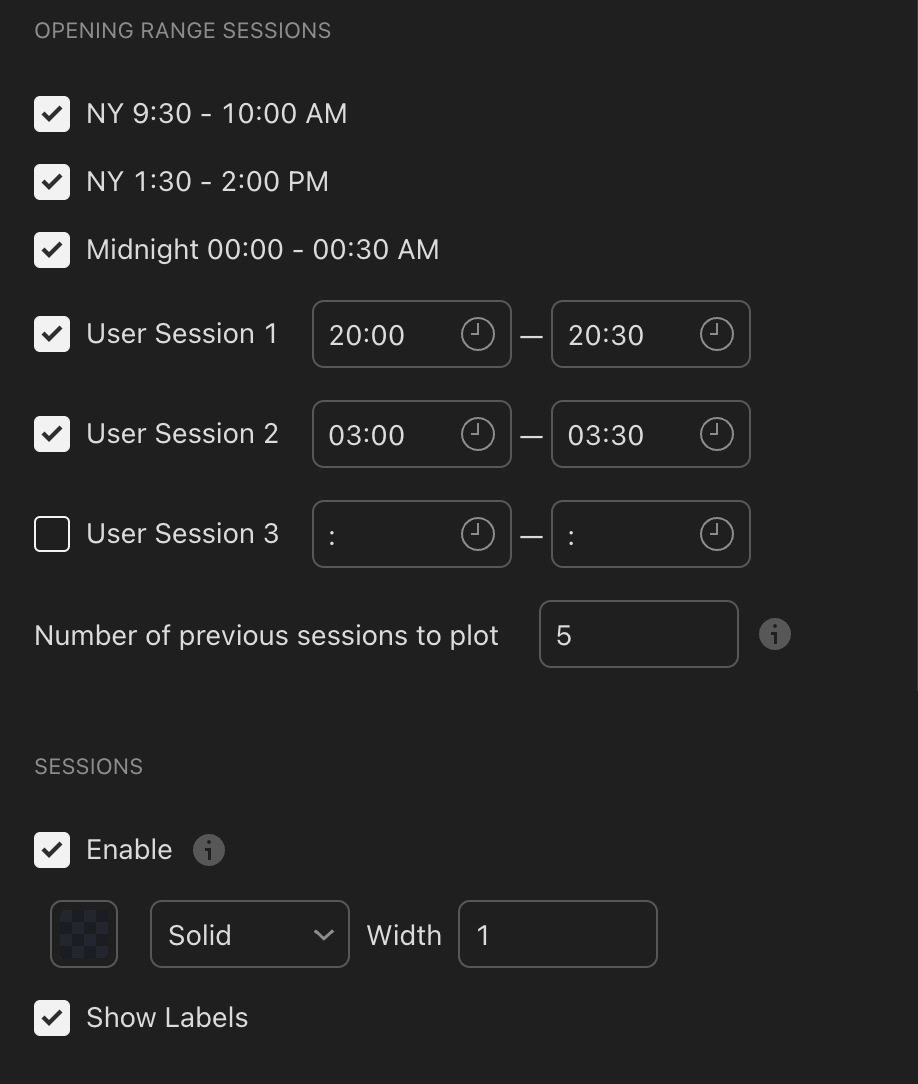 OPENING RANGE SESSIONS
NY 9:30 - 10:00 AM
NY 1:30 - 2:00 PM
Midnight 00:00 - 00:30 AM
User Session 1 20:00 — 20:30
User Session 2 03:00 — 03:30
User Session 3 : — :
Number of previous sessions to plot 5
SESSIONS
Enable
Solid Width 1
Show Labels